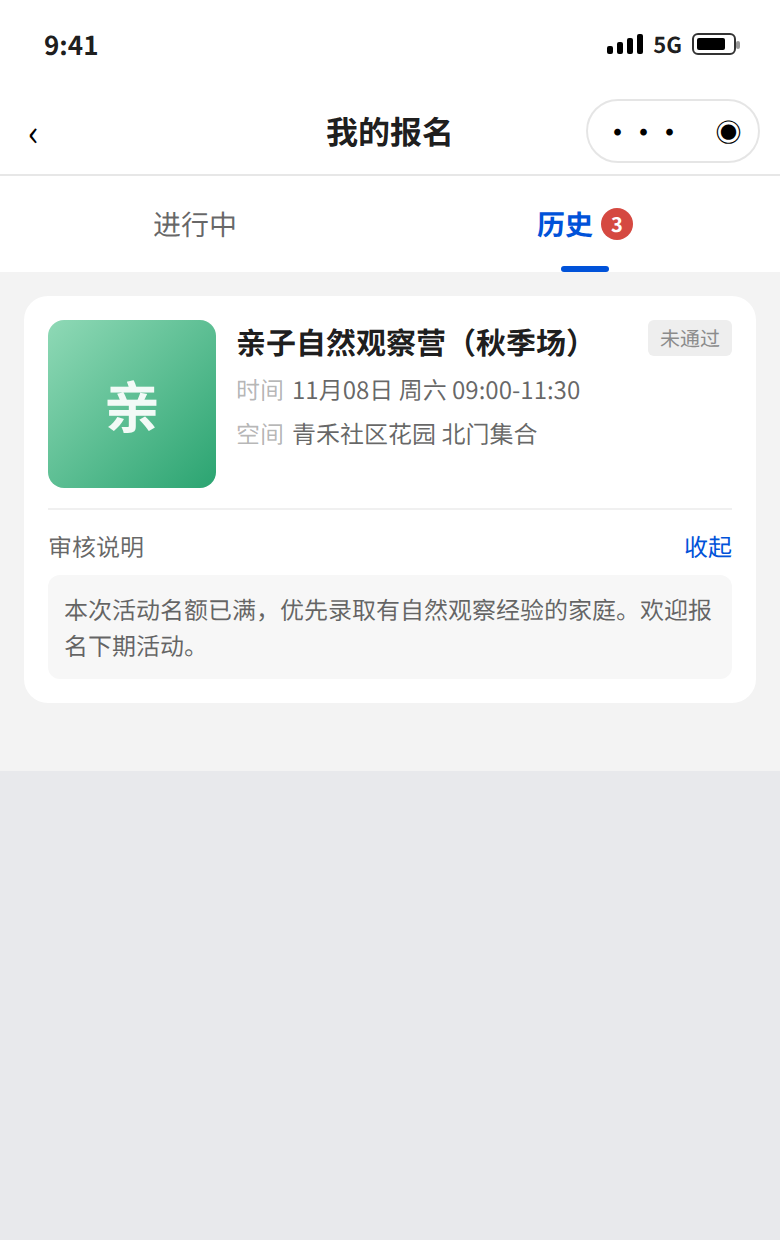 9:41
5G
‹
我的报名
进行中
历史 3
亲
亲子自然观察营（秋季场）
未通过
时间 11月08日 周六 09:00-11:30
空间 青禾社区花园 北门集合
审核说明
收起
本次活动名额已满，优先录取有自然观察经验的家庭。欢迎报
名下期活动。